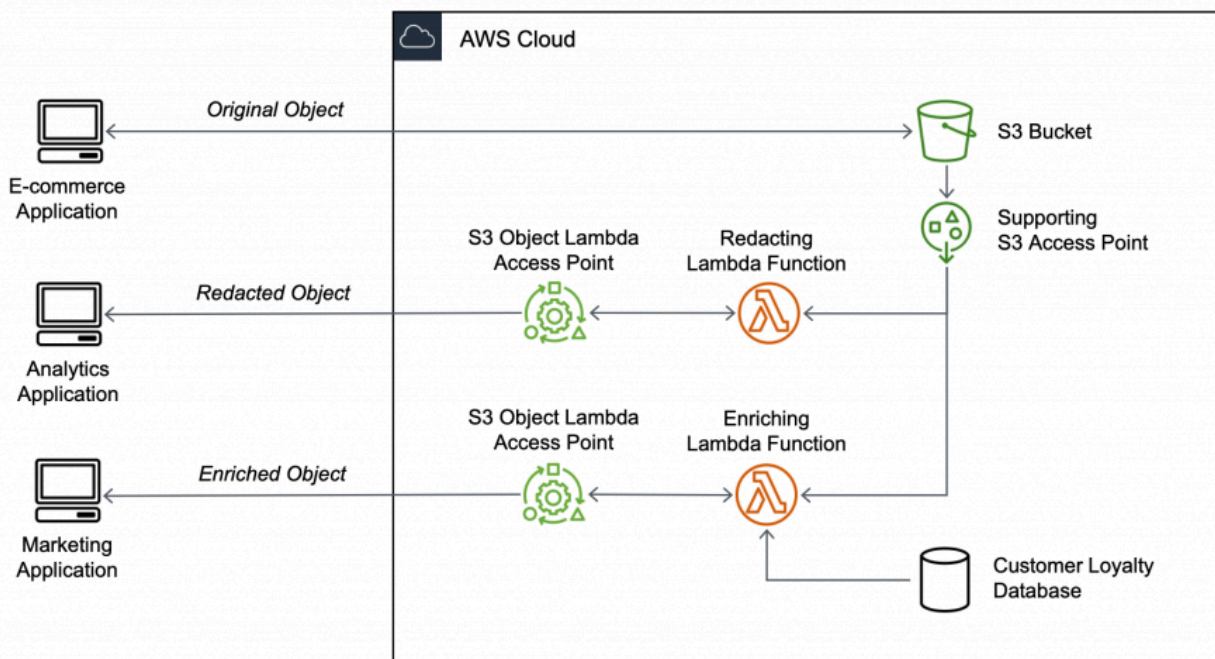 AWS Cloud
Original Object
S3 Bucket
E-commerce
Application
Supporting
S3 Access Point
S3 Object Lambda
Access Point
Redacting
Lambda Function
Redacted Object
Analytics
Application
S3 Object Lambda
Access Point
Enriching
Lambda Function
Enriched Object
Marketing
Application
Customer Loyalty
Database